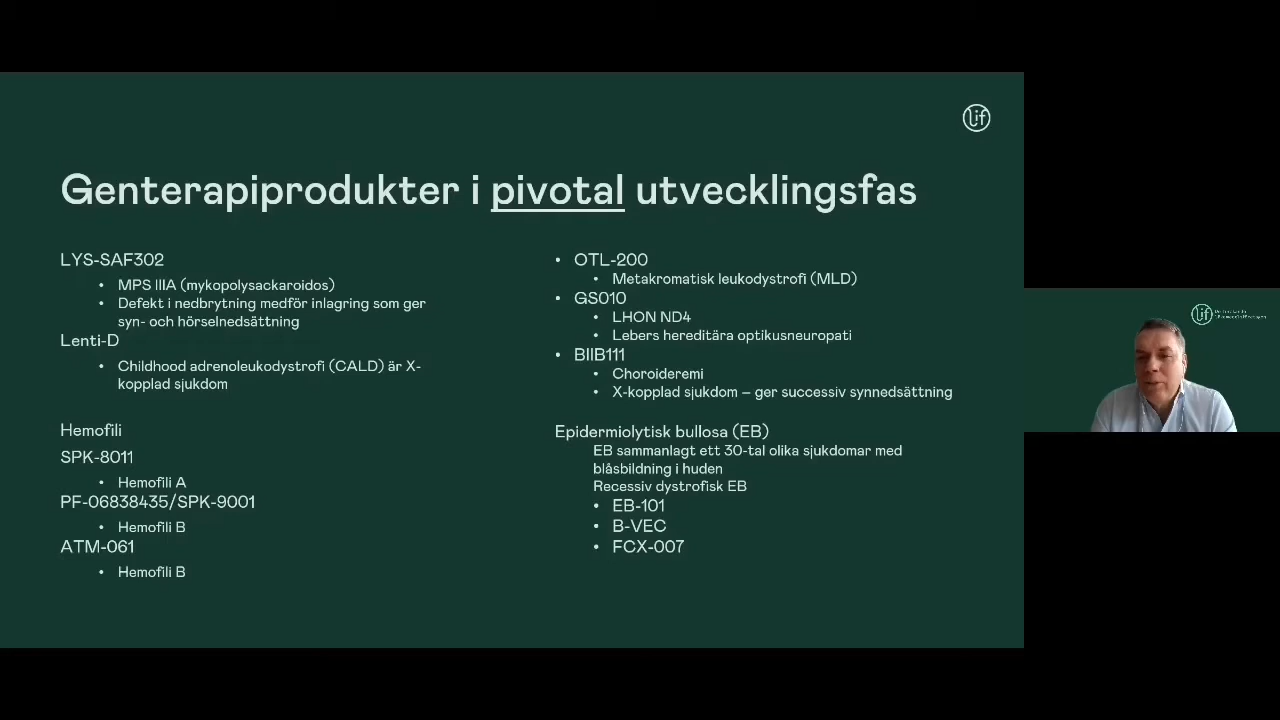 Lif
Genterapiprodukter i pivotal utvecklingsfas
LYS-SAF302
• MPS IIIA (mykopolysackaroidos)
• Defekt i nedbrytning medför inlagring som ger
syn- och hörselnedsättning
Lenti-D
• Childhood adrenoleukodystrofi (CALD) är X-
kopplad sjukdom
Hemofili
SPK-8011
• Hemofili A
PF-06838435/SPK-9001
• Hemofili B
ATM-061
• Hemofili B
• OTL-200
• Metakromatisk leukodystrofi (MLD)
• GS010
• LHON ND4
• Lebers hereditära optikusneuropati
• BIIB111
• Choroideremi
• X-kopplad sjukdom – ger successiv synnedsättning
Epidermiolytisk bullosa (EB)
EB sammanlagt ett 30-tal olika sjukdomar med
blåsbildning i huden
Recessiv dystrofisk EB
• EB-101
• B-VEC
• FCX-007
Lif